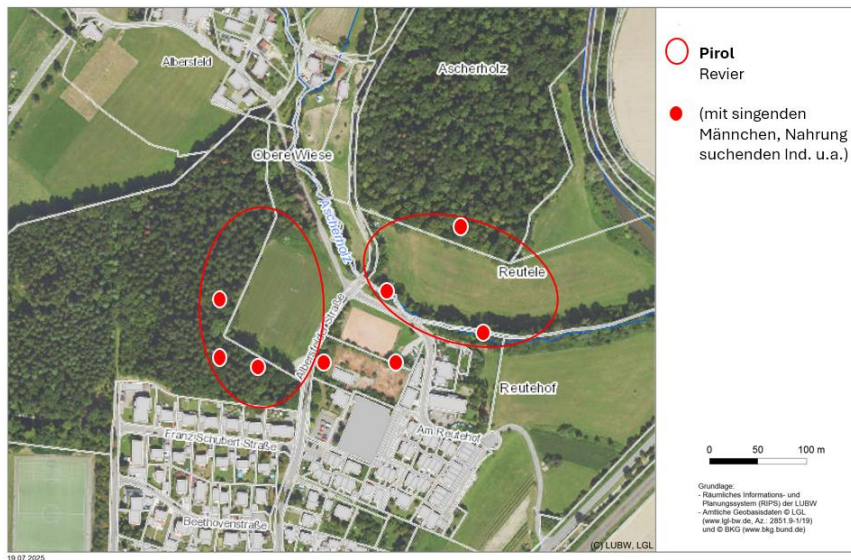 Albersfeld
Ascherholz
Obere Wiese
Ascherholz
Reutele
Albersfelder Straße
Reutehof
Franz-Schubert-Straße
Am Reutehof
Beethovenstraße
(C) LUBW, LGL
19.07.2025
Pirol
Revier
(mit singenden
Männchen, Nahrung
suchenden Ind. u.a.)
0 50 100 m
Grundlage:
- Räumliches Informations- und
Planungssystem (RIPS) der LUBW
- Amtliche Geobasisdaten © LGL
(www.lgl-bw.de, Az.: 2851.9-1/19)
und © BKG (www.bkg.bund.de)